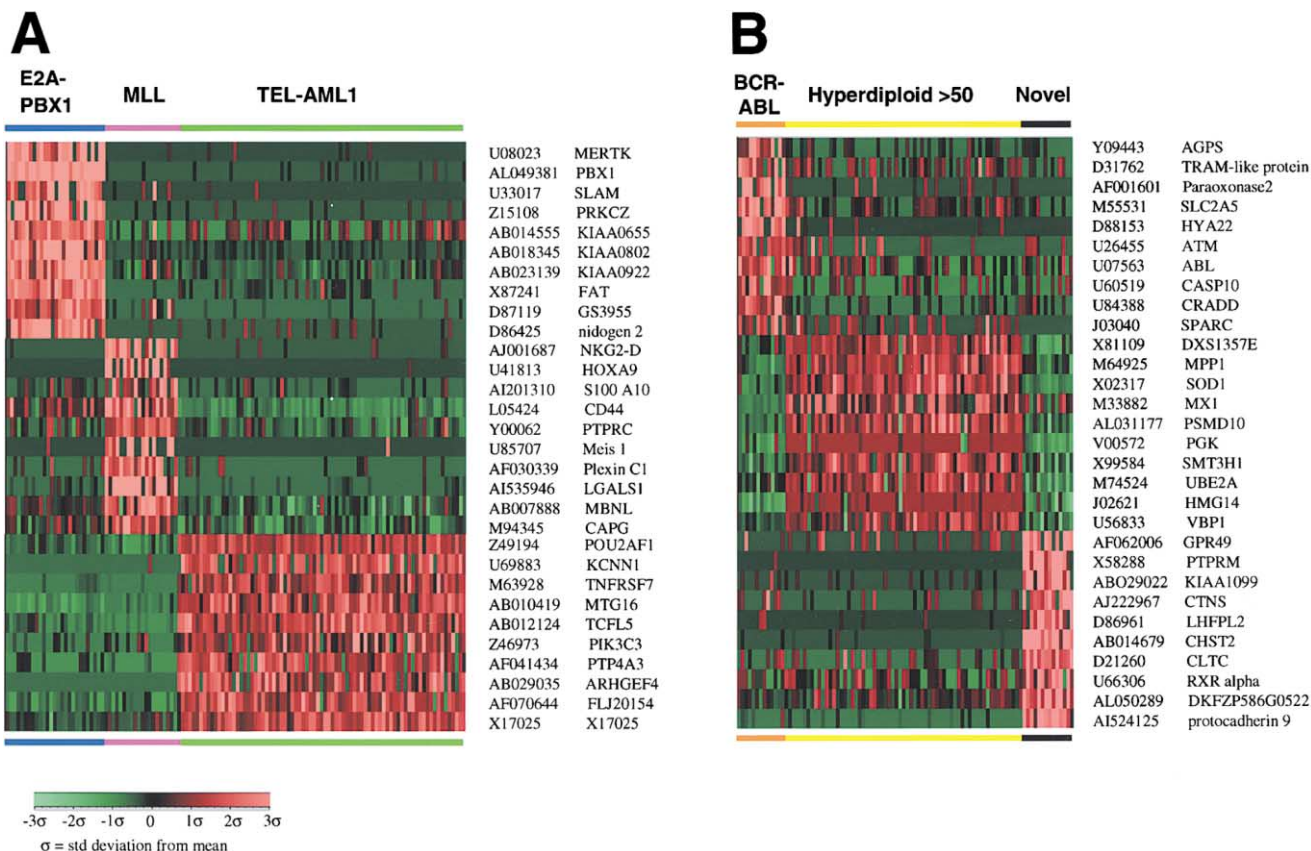 A
E2A-
PBX1
MLL
TEL-AML1
U08023 MERTK
AL049381 PBX1
U33017 SLAM
Z15108 PRKCZ
AB014555 KIAA0655
AB018345 KIAA0802
AB023139 KIAA0922
X87241 FAT
D87119 GS3955
D86425 nidogen 2
AJ001687 NKG2-D
U41813 HOXA9
AI201310 S100 A10
L05424 CD44
Y00062 PTPRC
U85707 Meis 1
AF030339 Plexin C1
AI535946 LGALS1
AB007888 MBNL
M94345 CAPG
Z49194 POU2AF1
U69883 KCNN1
M63928 TNFRSF7
AB010419 MTG16
AB012124 TCFL5
Z46973 PIK3C3
AF041434 PTP4A3
AB029035 ARHGEF4
AF070644 FLJ20154
X17025 X17025
-3σ -2σ -1σ 0 1σ 2σ 3σ
σ = std deviation from mean
B
BCR-
ABL
Hyperdiploid >50
Novel
Y09443 AGPS
D31762 TRAM-like protein
AF001601 Paraoxonase2
M55531 SLC2A5
D88153 HYA22
U26455 ATM
U07563 ABL
U60519 CASP10
U84388 CRADD
J03040 SPARC
X81109 DXS1357E
M64925 MPP1
X02317 SOD1
M33882 MX1
AL031177 PSMD10
V00572 PGK
X99584 SMT3H1
M74524 UBE2A
J02621 HMG14
U56833 VBP1
AF062006 GPR49
X58288 PTPRM
ABO29022 KIAA1099
AJ222967 CTNS
D86961 LHFPL2
AB014679 CHST2
D21260 CLTC
U66306 RXR alpha
AL050289 DKFZP586G0522
AI524125 protocadherin 9